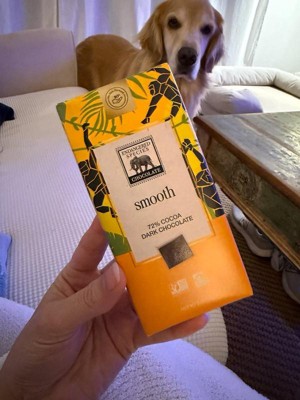 ENDANGERED
SPECIES
CHOCOLATE
smooth
72% COCOA
DARK CHOCOLATE